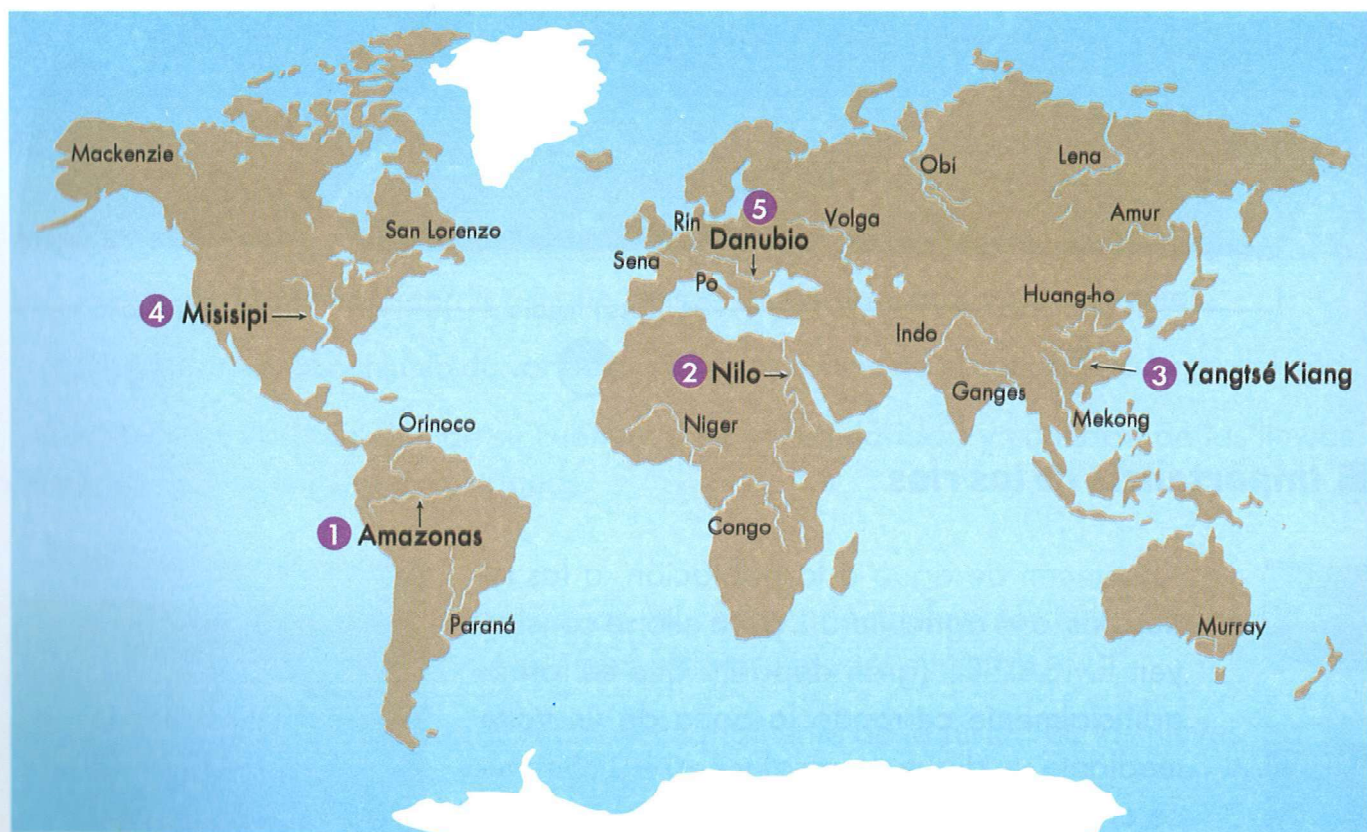 Mackenzie
San Lorenzo
4 Misisipi
Orinoco
1 Amazonas
Paraná
Rin
5
Danubio
Sena
Po
Volga
Obi
Lena
Amur
Huang-ho
Indo
Ganges
3 Yangtsé Kiang
Mekong
2 Nilo
Niger
Congo
Murray